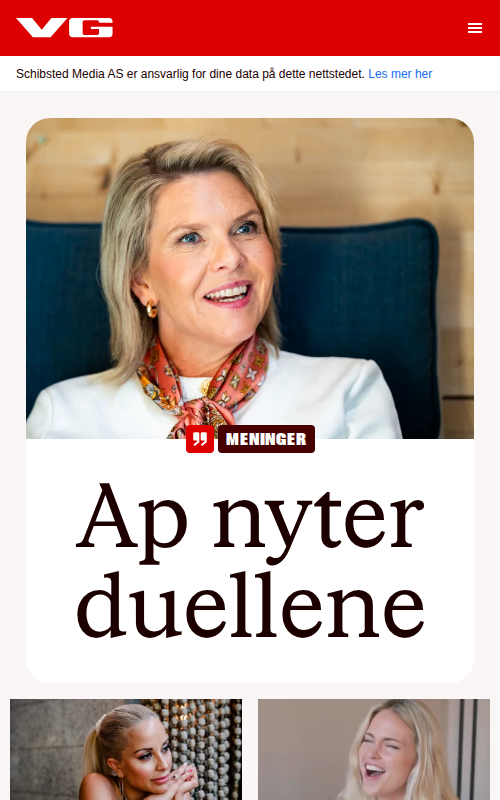 VG
Schibsted Media AS er ansvarlig for dine data på dette nettstedet. Les mer her
MENINGER
Ap nyter
duellene